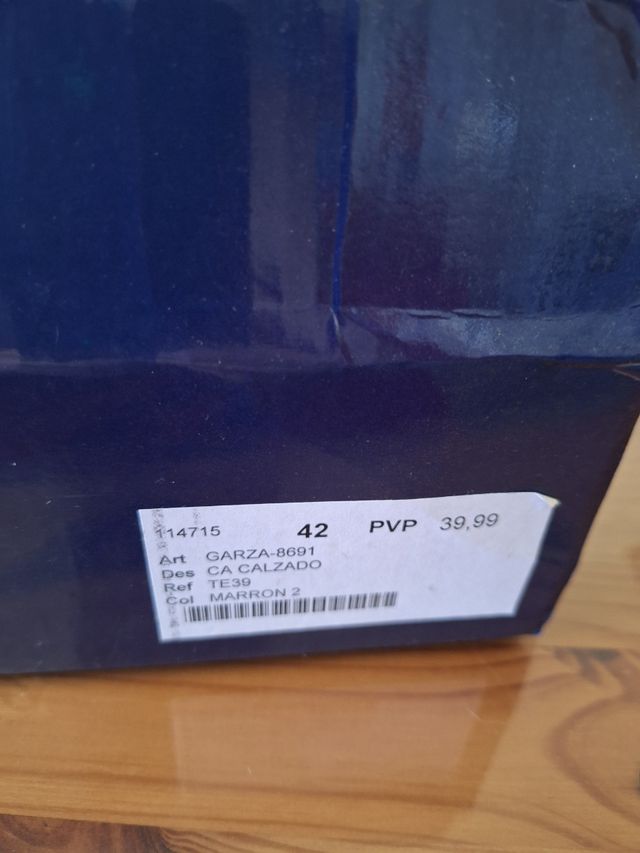 114715 42 PVP 39,99
Art GARZA-8691
Des CA CALZADO
Ref TE39
Col MARRON 2